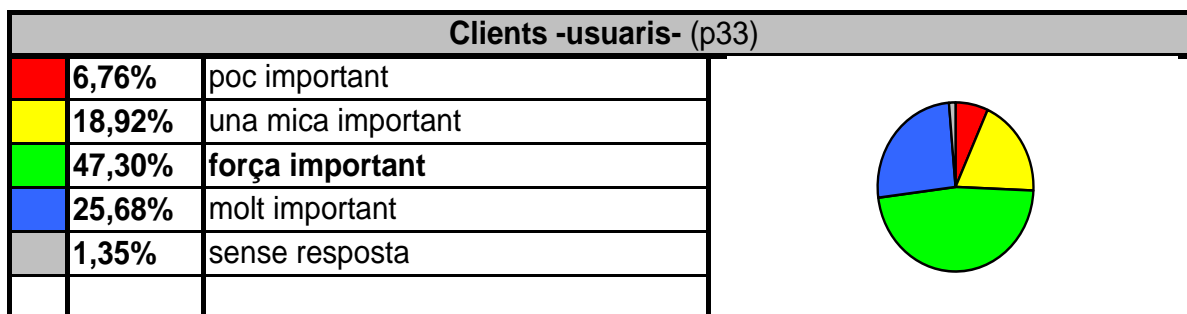 Clients -usuaris- (p33)
6,76% poc important
18,92% una mica important
47,30% força important
25,68% molt important
1,35% sense resposta